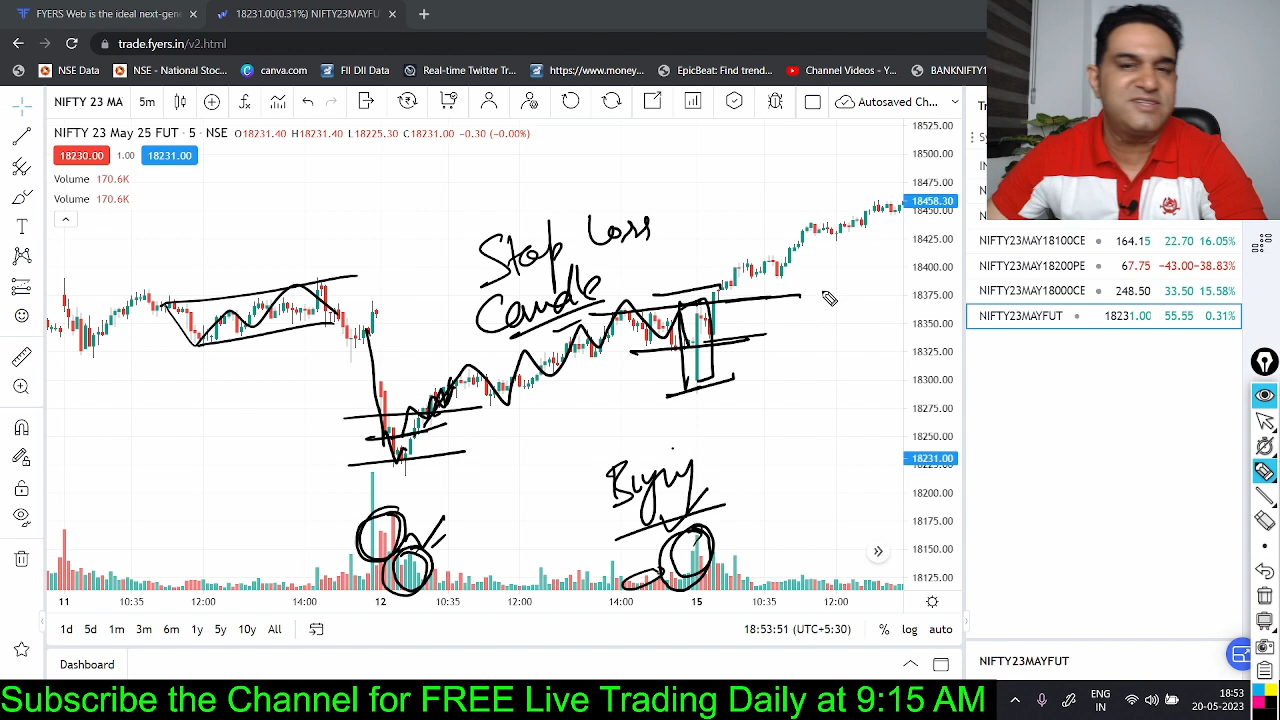 FYERS Web is the ideal next-gene
18231.00(0.31%) NIFTY23MAYFU
trade.fyers.in/v2.html
NSE Data
NSE - National Stoc...
canva.com
FII DII Data
Real-time Inter Tra...
https://www.money...
EpicBeat: Find mos...
Channel Videos - Y...
BANKNIFTY1
NIFTY 23 MA
5m
Autosaved Ch...
NIFTY 23 May 25 FUT · 5 · NSE O18231.40 H18231.40 L18225.30 C18231.00 −0.30 (−0.00%)
18230.00 1.00 18231.00
Volume 170.6K
Volume 170.6K
18525.00
18500.00
18475.00
18458.30
18450.00
18425.00
18400.00
18375.00
18350.00
18325.00
18300.00
18275.00
18250.00
18231.00
18225.00
18200.00
18175.00
18150.00
18125.00
Stop Loss
Candle
Buying
11 10:35 12:00 14:00 12 10:35 12:00 14:00 15 10:35 12:00
1d 5d 1m 3m 6m 1y 5y 10y All
18:53:51 (UTC+5:30)
% log auto
Dashboard
NIFTY23MAY18100CE 164.15 22.70 16.05%
NIFTY23MAY18200PE 67.75 −43.00 −38.83%
NIFTY23MAY18000CE 248.50 33.50 15.58%
NIFTY23MAYFUT 18231.00 55.55 0.31%
NIFTY23MAYFUT
Subscribe the Channel for FREE Live Trading Daily at 9:15 AM
ENG
IN
18:53
20-05-2023